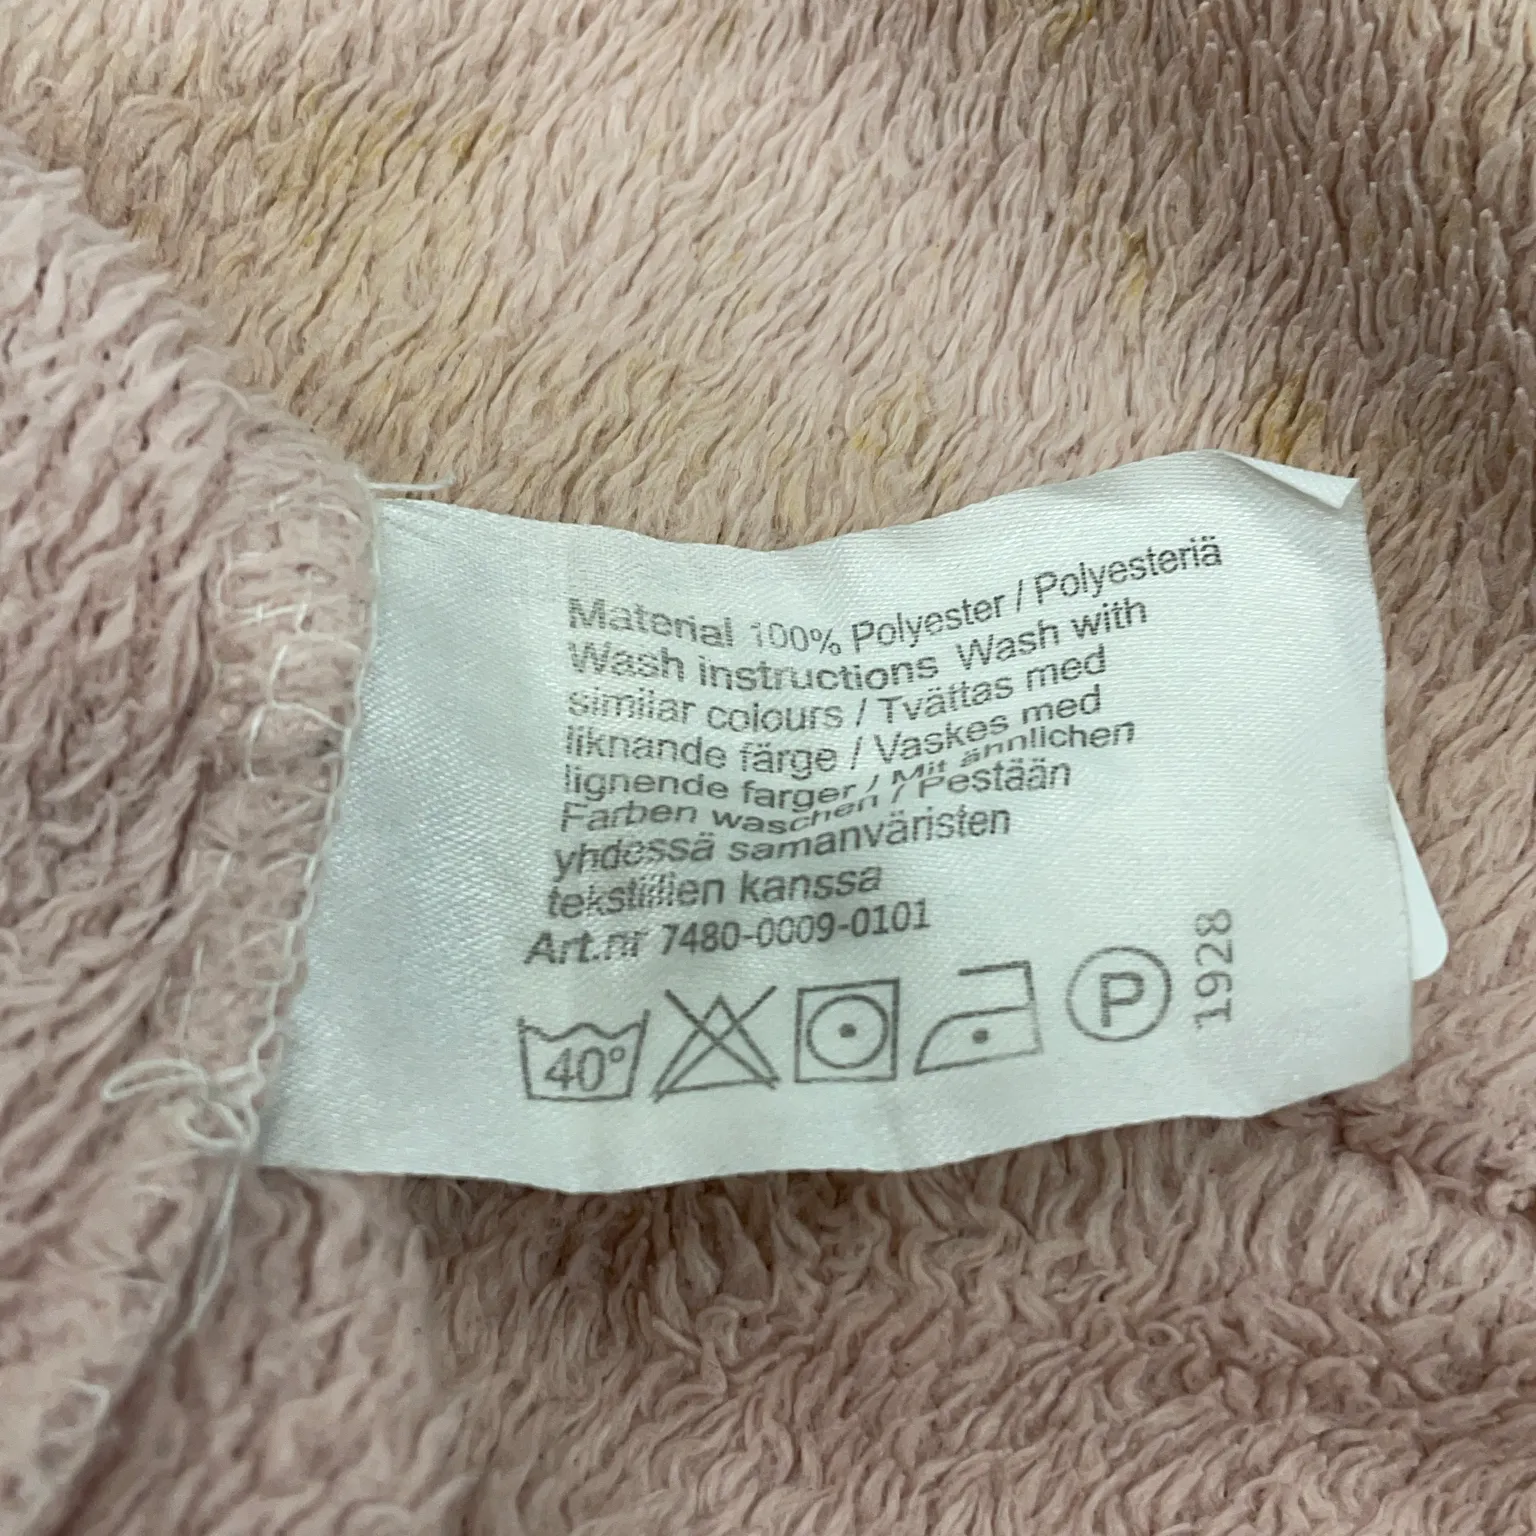 Material 100% Polyester / Polyesteriä
Wash instructions Wash with
similar colours / Tvättas med
liknande färge / Vaskes med
lignende farger / Mit ännlichen
Farben waschen / Pestään
yhdessä samanväristen
tekstiilien kanssa
Art.nr 7480-0009-0101
40°
P
1928